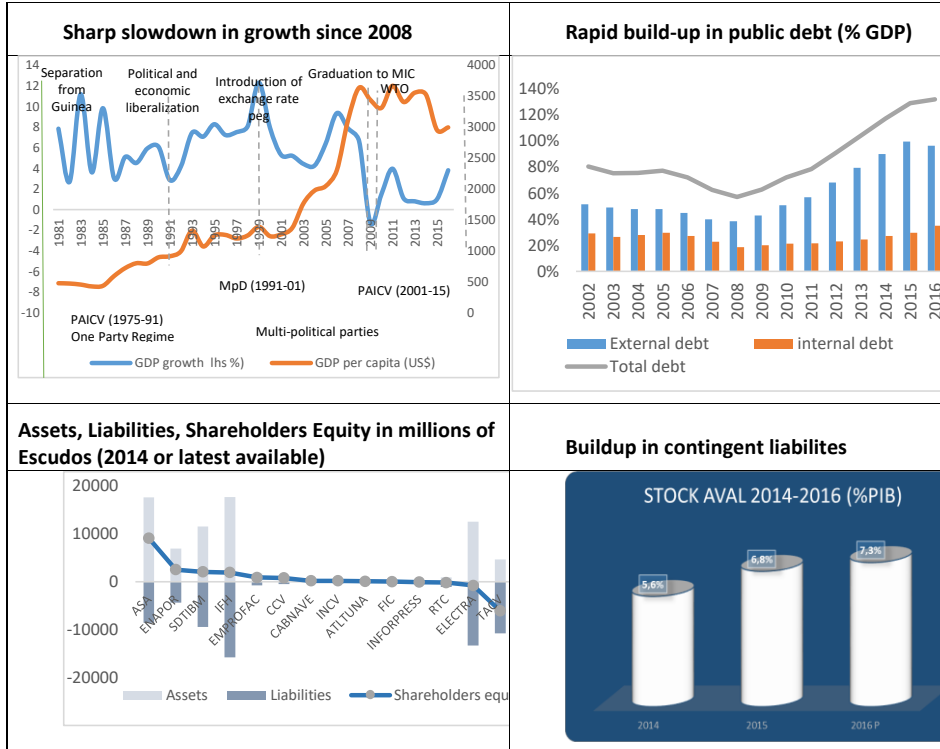 Sharp slowdown in growth since 2008
14
12
10
8
6
4
2
0
-2
-4
-6
-8
-10
4000
3500
3000
2500
2000
1500
1000
500
0
Separation from Guinea
Political and economic liberalization
Introduction of exchange rate peg
Graduation to MIC
WTO
1981
1983
1985
1987
1989
1991
1993
1995
1997
1999
2001
2003
2005
2007
2009
2011
2013
2015
MpD (1991-01)
PAICV (2001-15)
PAICV (1975-91)
One Party Regime
Multi-political parties
GDP growth lhs %)
GDP per capita (US$)
Rapid build-up in public debt (% GDP)
140%
120%
100%
80%
60%
40%
20%
0%
2002
2003
2004
2005
2006
2007
2008
2009
2010
2011
2012
2013
2014
2015
2016
External debt
internal debt
Total debt
Assets, Liabilities, Shareholders Equity in millions of
Escudos (2014 or latest available)
20000
10000
0
-10000
-20000
ASA
ENAPOR
SDTIBM
IFH
EMPROFAC
CCV
CABNAVE
INCV
ATLTUNA
FIC
INFORPRESS
RTC
ELECTRA
TACV
Assets
Liabilities
Shareholders equ
Buildup in contingent liabilites
STOCK AVAL 2014-2016 (%PIB)
5,6%
6,8%
7,3%
2014
2015
2016 P